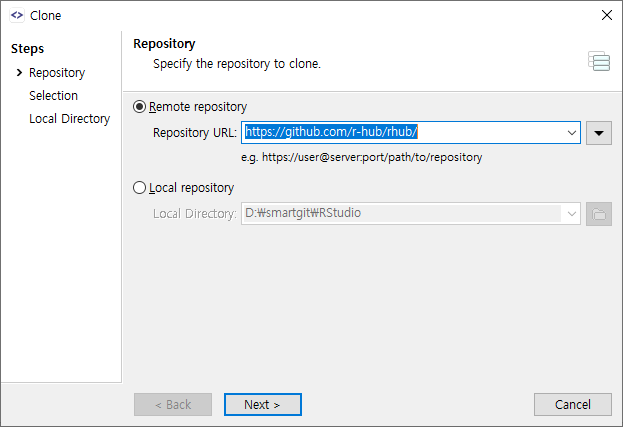 Clone
Steps
Repository
Selection
Local Directory
Repository
Specify the repository to clone.
Remote repository
Repository URL: https://github.com/r-hub/rhub/
e.g. https://user@server:port/path/to/repository
Local repository
Local Directory: D:₩smartgit₩RStudio
< Back
Next >
Cancel